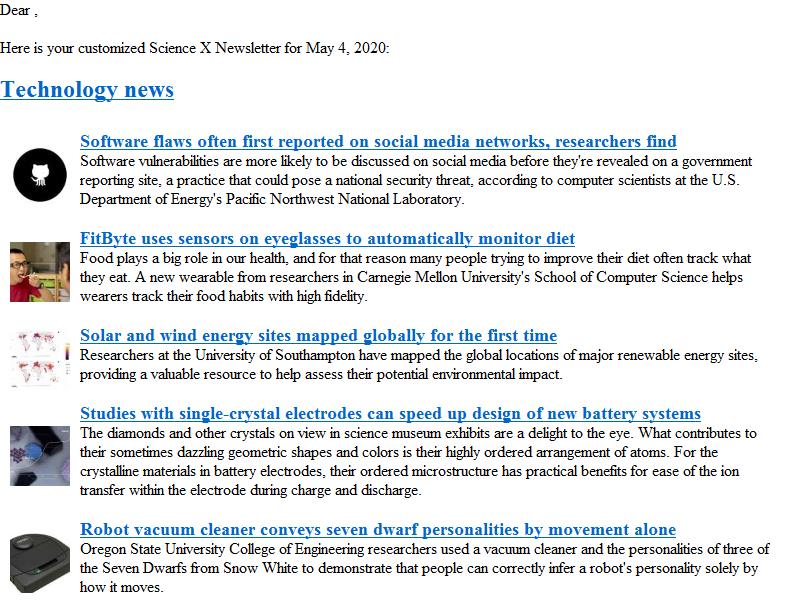 Dear ,
Here is your customized Science X Newsletter for May 4, 2020:
Technology news
Software flaws often first reported on social media networks, researchers find
Software vulnerabilities are more likely to be discussed on social media before they're revealed on a government
reporting site, a practice that could pose a national security threat, according to computer scientists at the U.S.
Department of Energy's Pacific Northwest National Laboratory.
FitByte uses sensors on eyeglasses to automatically monitor diet
Food plays a big role in our health, and for that reason many people trying to improve their diet often track what
they eat. A new wearable from researchers in Carnegie Mellon University's School of Computer Science helps
wearers track their food habits with high fidelity.
Solar and wind energy sites mapped globally for the first time
Researchers at the University of Southampton have mapped the global locations of major renewable energy sites,
providing a valuable resource to help assess their potential environmental impact.
Studies with single-crystal electrodes can speed up design of new battery systems
The diamonds and other crystals on view in science museum exhibits are a delight to the eye. What contributes to
their sometimes dazzling geometric shapes and colors is their highly ordered arrangement of atoms. For the
crystalline materials in battery electrodes, their ordered microstructure has practical benefits for ease of the ion
transfer within the electrode during charge and discharge.
Robot vacuum cleaner conveys seven dwarf personalities by movement alone
Oregon State University College of Engineering researchers used a vacuum cleaner and the personalities of three of
the Seven Dwarfs from Snow White to demonstrate that people can correctly infer a robot's personality solely by
how it moves.